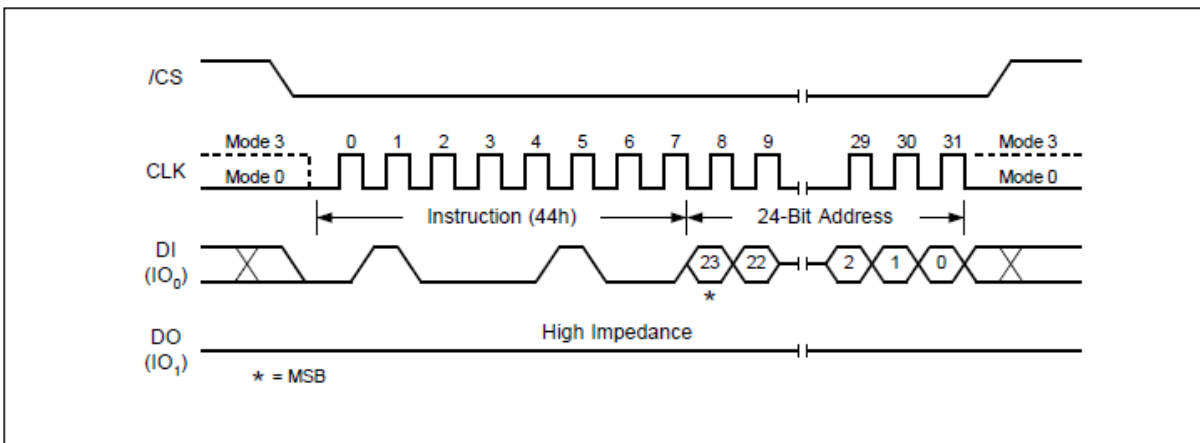 /CS
Mode 3 0 1 2 3 4 5 6 7 8 9 29 30 31 Mode 3
CLK
Mode 0 Mode 0
Instruction (44h) 24-Bit Address
DI
(IO0)
23 22 2 1 0
*
High Impedance
DO
(IO1)
* = MSB